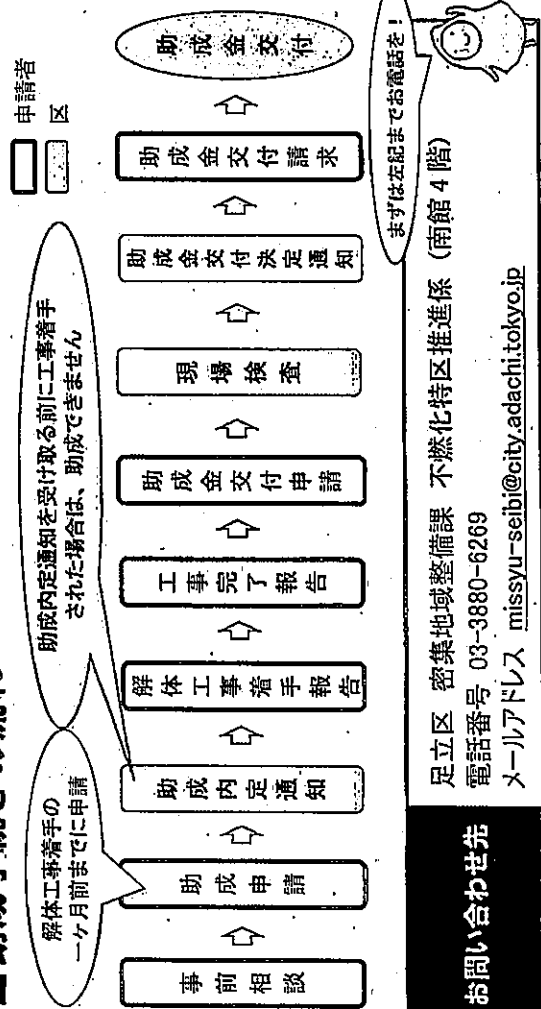 申請者
区
解体工事着手の
一ヶ月前までに申請
助成内定通知を受け取る前に工事着手
された場合は、助成できません
事前相談
助成申請
助成内定通知
解体工事着手報告
工事完了報告
助成金交付申請
現場検査
助成金交付決定通知
助成金交付請求
助成金交付
まずは左記までお電話を!
お問い合わせ先
足立区 密集地域整備課 不燃化特区推進係 (南館4階)
電話番号 03-3880-6269
メールアドレス missyu-seibi@city.adachi.tokyo.jp